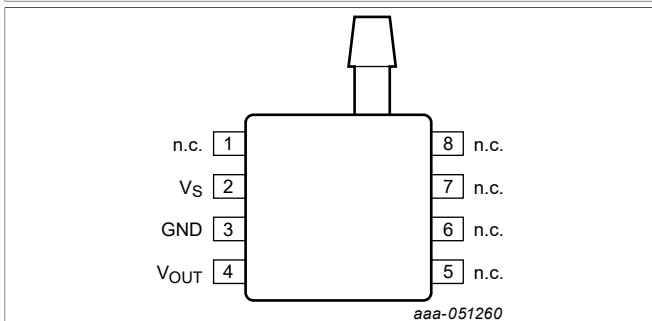 n.c. 1 8 n.c.
VS 2 7 n.c.
GND 3 6 n.c.
VOUT 4 5 n.c.
aaa-051260